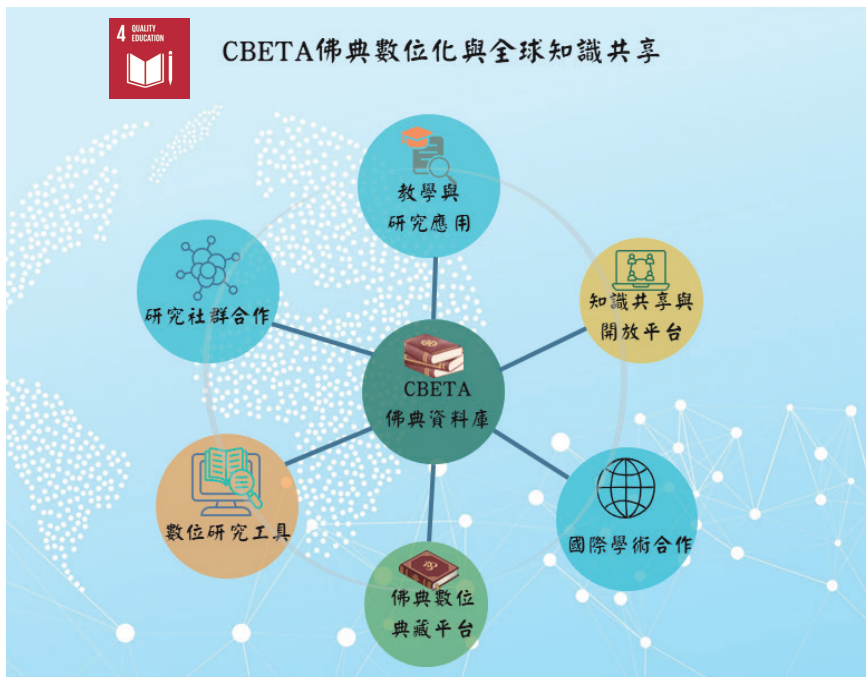 4 QUALITY
EDUCATION
CBETA佛典數位化與全球知識共享
教學與
研究應用
研究社群合作
知識共享與
開放平台
CBETA
佛典資料庫
數位研究工具
國際學術合作
佛典數位
典藏平台